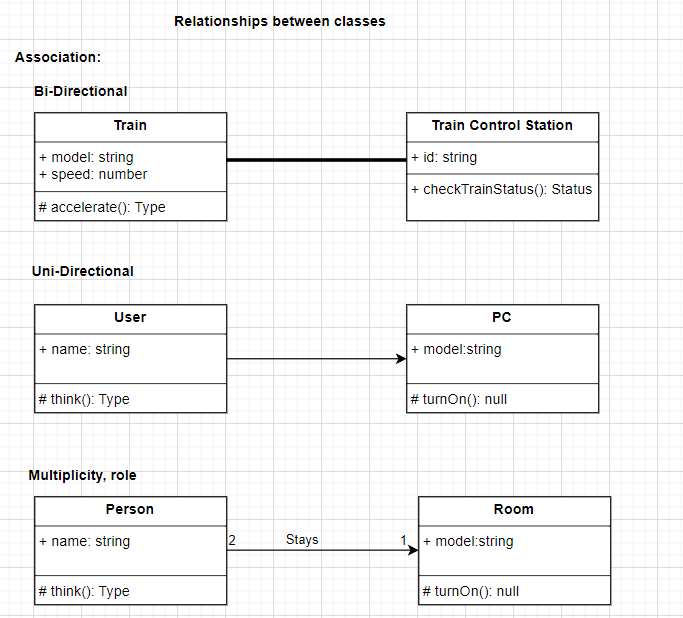 Relationships between classes
Association:
Bi-Directional
Train
+ model: string
+ speed: number
# accelerate(): Type
Train Control Station
+ id: string
+ checkTrainStatus(): Status
Uni-Directional
User
+ name: string
# think(): Type
PC
+ model:string
# turnOn(): null
Multiplicity, role
Person
+ name: string
# think(): Type
2 Stays 1
Room
+ model:string
# turnOn(): null